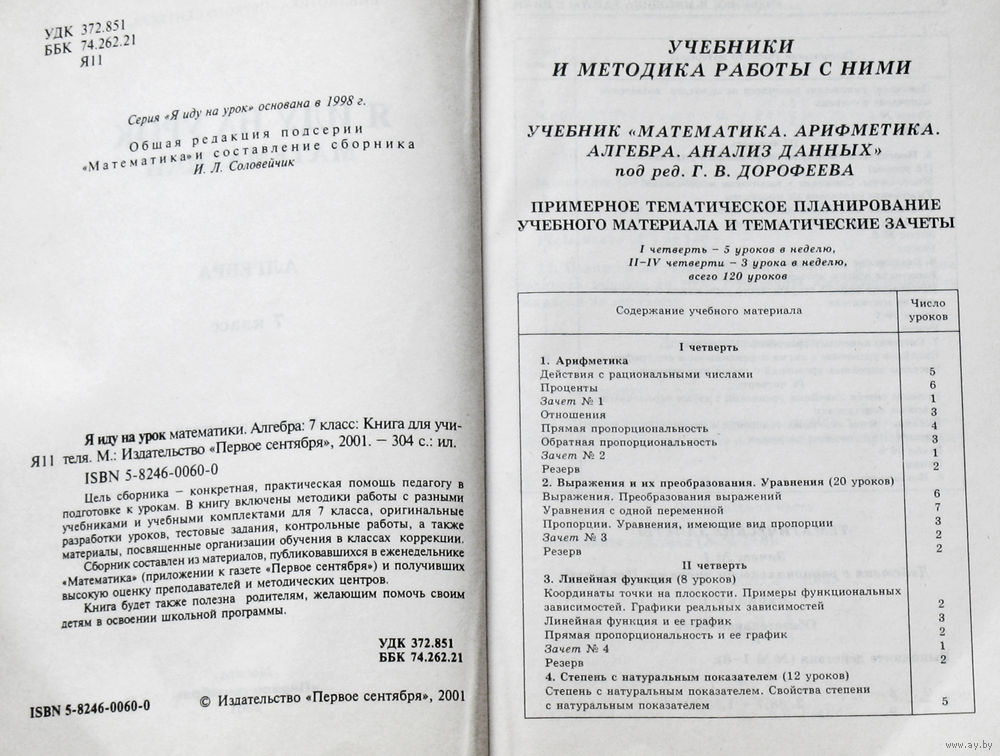 УДК 372.851
ББК 74.262.21
Я11
Серия «Я иду на урок» основана в 1998 г.
Общая редакция подсерии
«Математика» и составление сборника
И. Л. Соловейчик
Я иду на урок математики. Алгебра: 7 класс: Книга для учи-
Я11 теля. М.: Издательство «Первое сентября», 2001. − 304 с.: ил.
ISBN 5-8246-0060-0
Цель сборника − конкретная, практическая помощь педагогу в
подготовке к урокам. В книгу включены методики работы с разными
учебниками и учебными комплектами для 7 класса, оригинальные
разработки уроков, тестовые задания, контрольные работы, а также
материалы, посвященные организации обучения в классах коррекции.
Сборник составлен из материалов, публиковавшихся в еженедельнике
«Математика» (приложении к газете «Первое сентября») и получивших
высокую оценку преподавателей и методических центров.
Книга будет также полезна родителям, желающим помочь своим
детям в освоении школьной программы.
УДК 372.851
ББК 74.262.21
ISBN 5-8246-0060-0
© Издательство «Первое сентября», 2001
УЧЕБНИКИ
И МЕТОДИКА РАБОТЫ С НИМИ
УЧЕБНИК «МАТЕМАТИКА. АРИФМЕТИКА.
АЛГЕБРА. АНАЛИЗ ДАННЫХ»
под ред. Г. В. ДОРОФЕЕВА
ПРИМЕРНОЕ ТЕМАТИЧЕСКОЕ ПЛАНИРОВАНИЕ
УЧЕБНОГО МАТЕРИАЛА И ТЕМАТИЧЕСКИЕ ЗАЧЕТЫ
I четверть − 5 уроков в неделю,
II−IV четверти − 3 урока в неделю,
всего 120 уроков
Содержание учебного материала Число
уроков
I четверть
1. Арифметика
Действия с рациональными числами 5
Проценты 6
Зачет № 1 1
Отношения 3
Прямая пропорциональность 4
Обратная пропорциональность 3
Зачет № 2 1
Резерв 2
2. Выражения и их преобразования. Уравнения (20 уроков)
Выражения. Преобразования выражений 6
Уравнения с одной переменной 7
Пропорции. Уравнения, имеющие вид пропорции 3
Зачет № 3 2
Резерв 2
II четверть
3. Линейная функция (8 уроков)
Координаты точки на плоскости. Примеры функциональных
зависимостей. Графики реальных зависимостей 2
Линейная функция и ее график 3
Прямая пропорциональность и ее график 2
Зачет № 4 1
Резерв 2
4. Степень с натуральным показателем (12 уроков)
Степень с натуральным показателем. Свойства степени
с натуральным показателем 5
www.ay.by